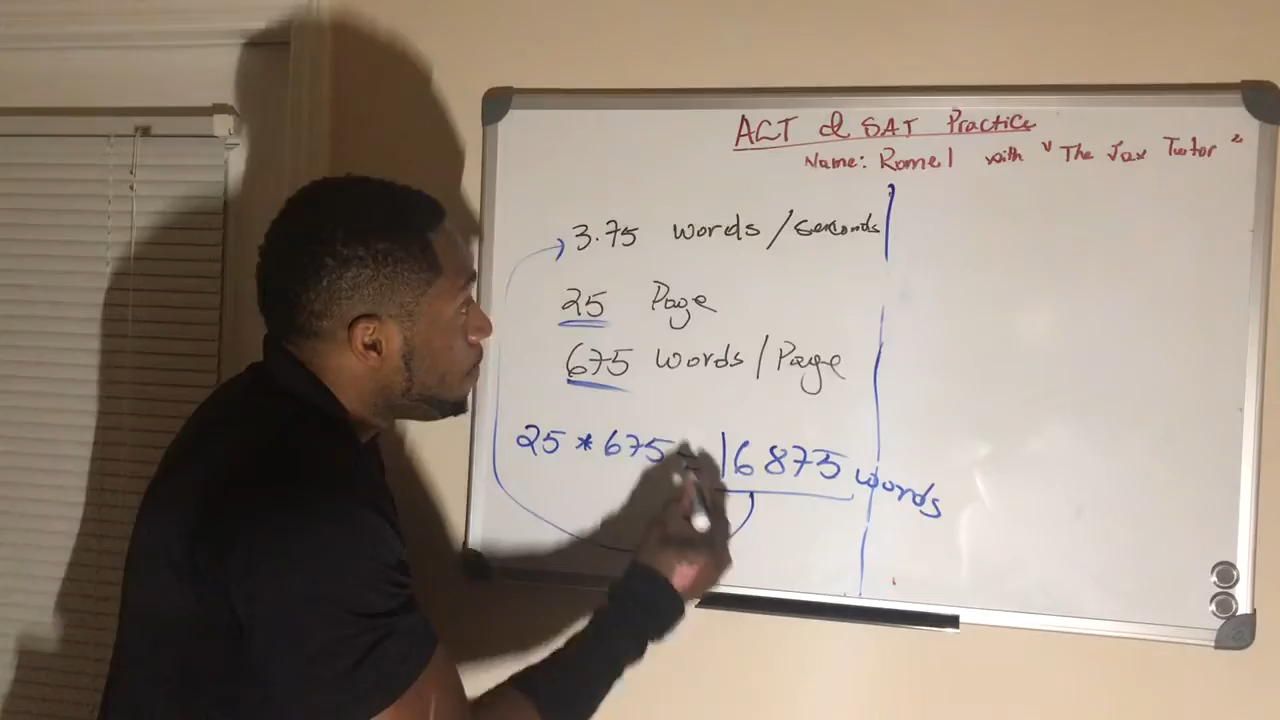 ACT & SAT Practice
Name: Romel with "The Jax Tutor"
3.75 words/seconds
25 Page
675 words/Page
25 * 675 = 16875 words